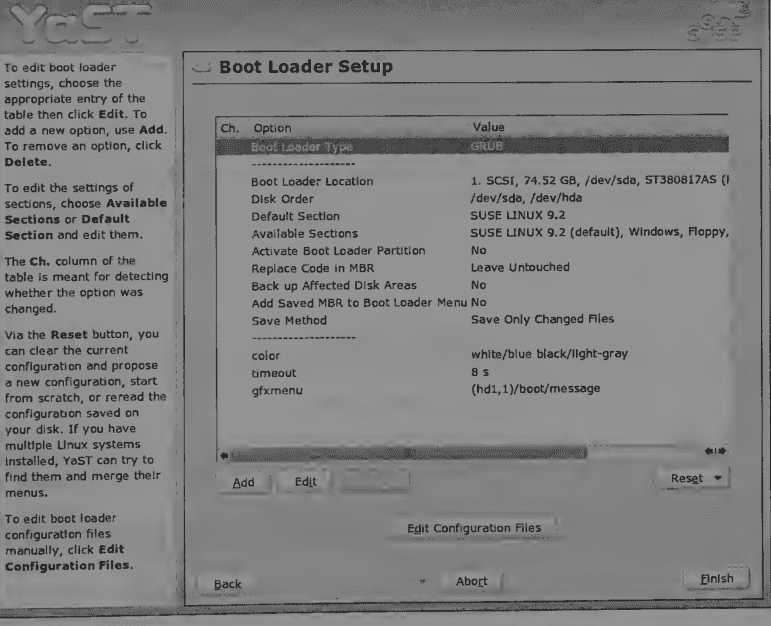 YaST
To edit boot loader
settings, choose the
appropriate entry of the
table then click Edit. To
add a new option, use Add.
To remove an option, click
Delete.
To edit the settings of
sections, choose Available
Sections or Default
Section and edit them.
The Ch. column of the
table is meant for detecting
whether the option was
changed.
Via the Reset button, you
can clear the current
configuration and propose
a new configuration, start
from scratch, or reread the
configuration saved on
your disk. If you have
multiple Linux systems
installed, YaST can try to
find them and merge their
menus.
To edit boot loader
configuration files
manually, click Edit
Configuration Files.
Boot Loader Setup
Ch. Option Value
Boot Loader Type GRUB
--------------------
Boot Loader Location 1. SCSI, 74.52 GB, /dev/sda, ST380817AS (
Disk Order /dev/sda, /dev/hda
Default Section SUSE LINUX 9.2
Available Sections SUSE LINUX 9.2 (default), Windows, Floppy,
Activate Boot Loader Partition No
Replace Code in MBR Leave Untouched
Back up Affected Disk Areas No
Add Saved MBR to Boot Loader Menu No
Save Method Save Only Changed Files
--------------------
color white/blue black/light-gray
timeout 8 s
gfxmenu (hd1,1)/boot/message
Add Edit Reset
Edit Configuration Files
Back Abort Finish